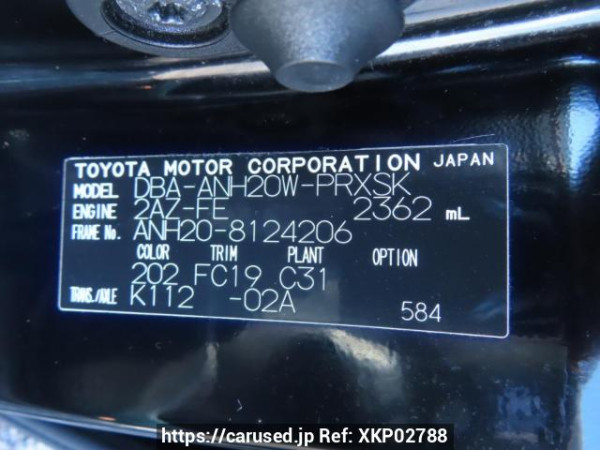 TOYOTA MOTOR CORPORATION JAPAN
MODEL DBA-ANH20W-PRXSK
ENGINE 2AZ-FE 2362 mL
FRAME No. ANH20-8124206
COLOR TRIM PLANT OPTION
202 FC19 C31
TRANS./AXLE K112 -02A
584
https://carused.jp Ref: XKP02788